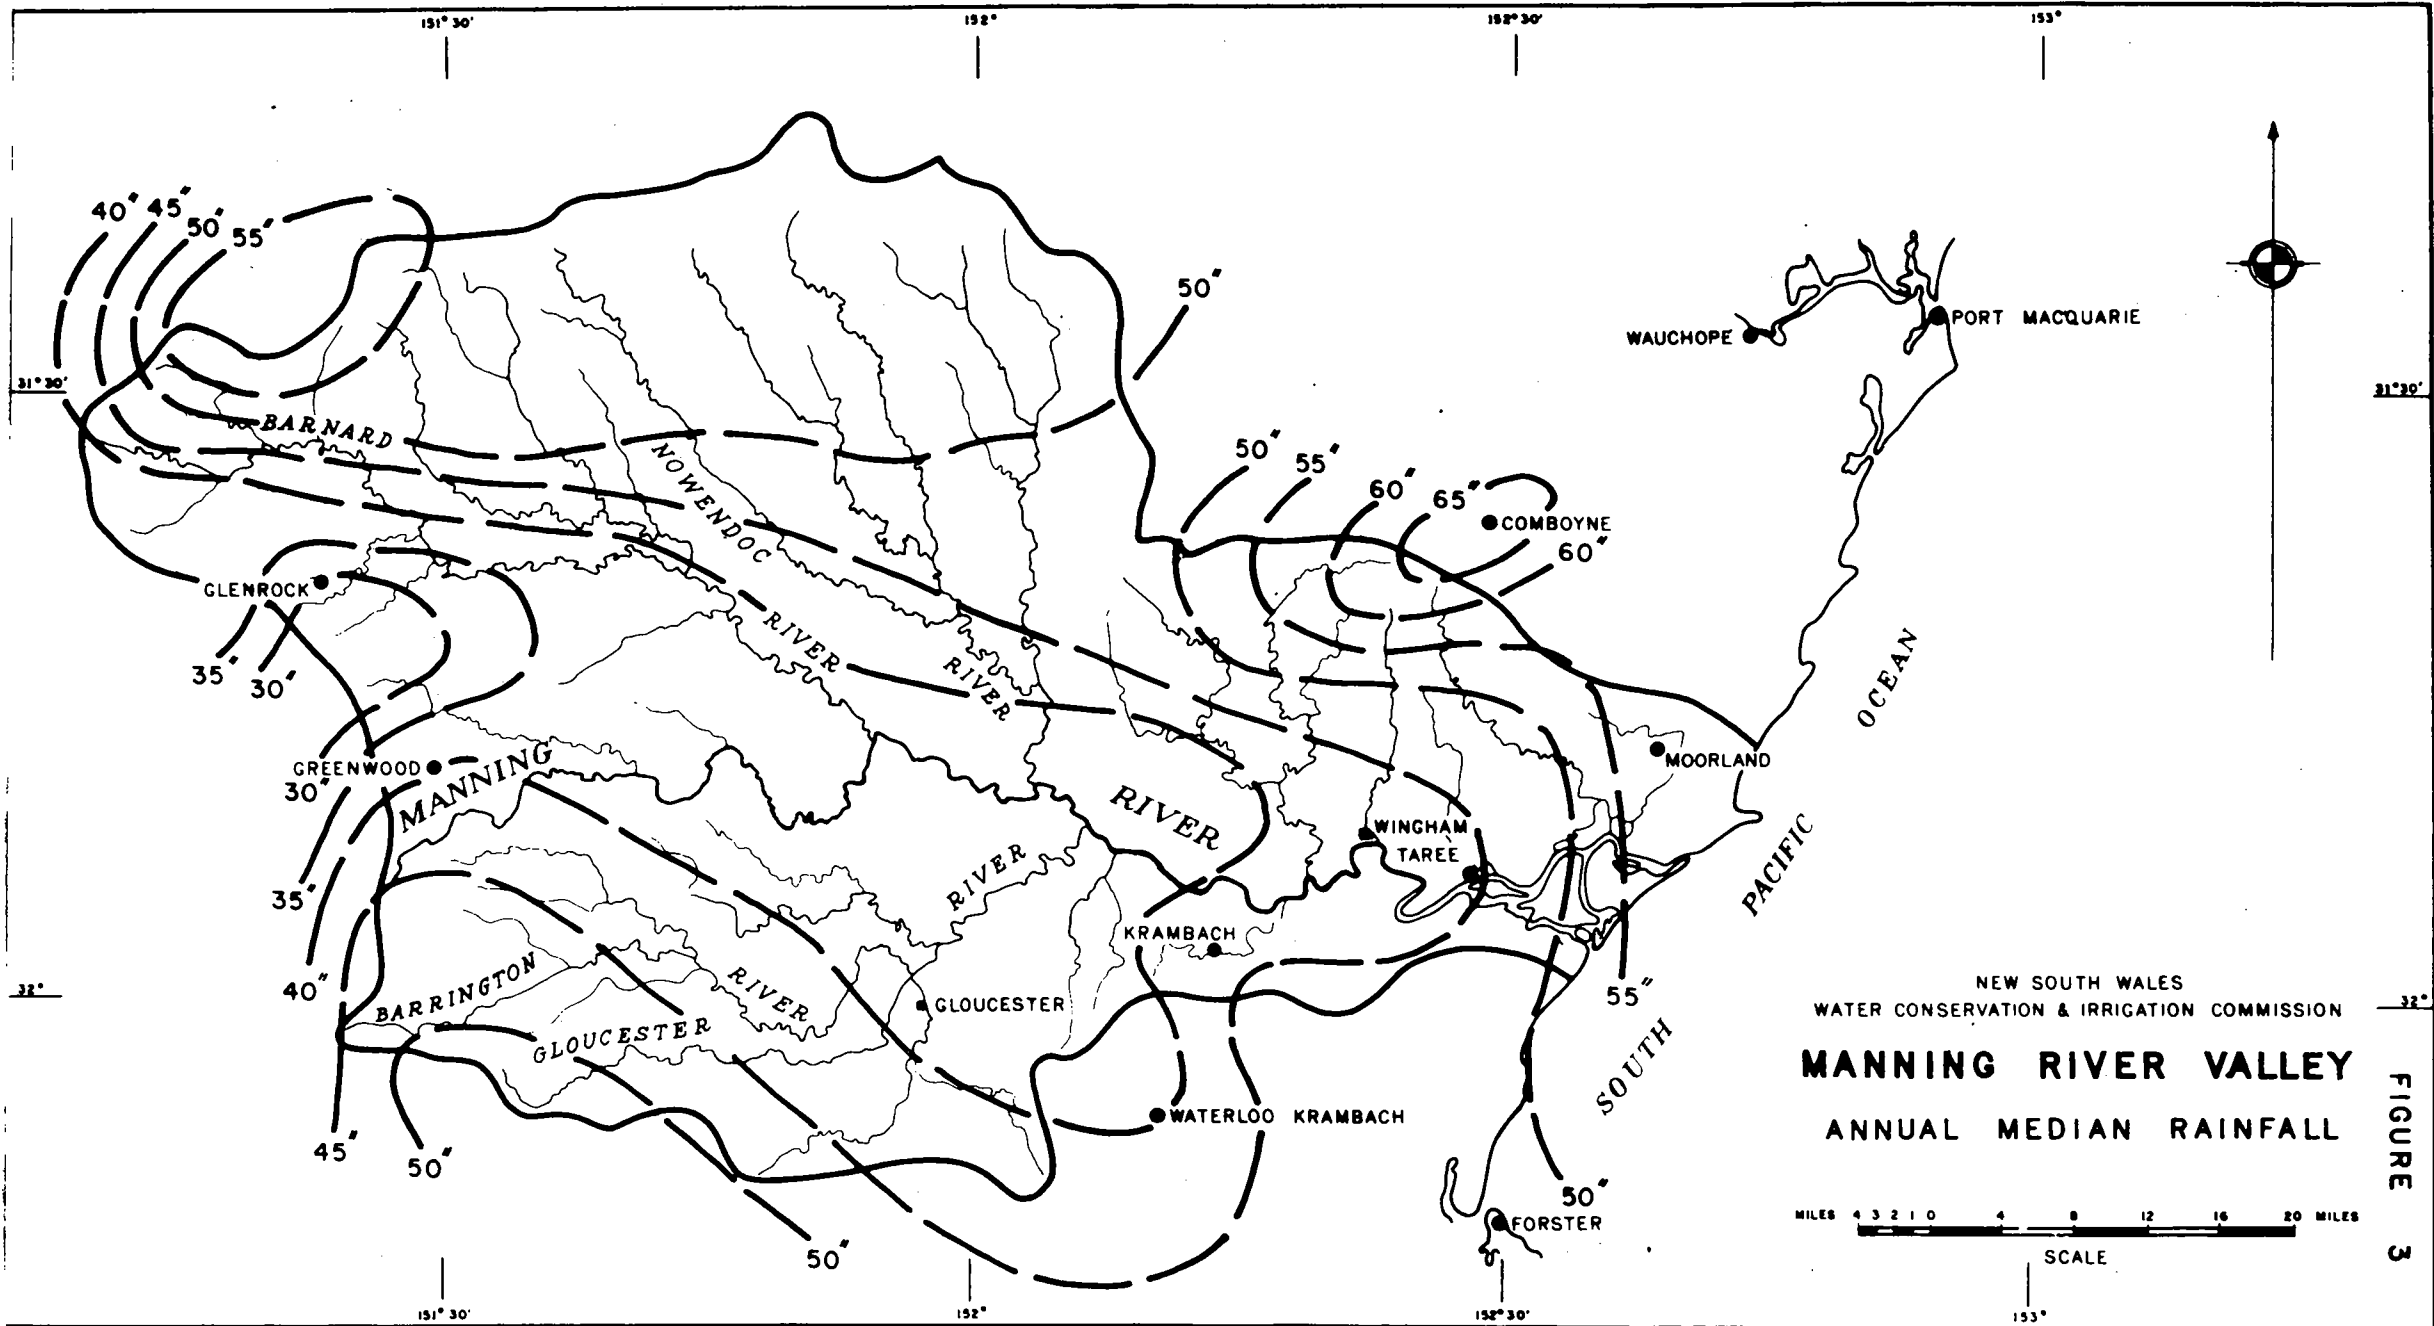 151° 30'
152°
152° 30'
153°
40" 45"
50" 55"
50"
WAUCHOPE
PORT MACQUARIE
31° 30'
31° 30'
BARNARD
NOWENDOC
50"
55"
60"
65"
COMBOYNE
60"
GLENROCK
RIVER
RIVER
35'
30'
OCEAN
MANNING
GREENWOOD
30"
MOORLAND
RIVER
WINGHAM
TAREE
PACIFIC
35'
RIVER
KRAMBACH
40"
BARRINGTON
RIVER
GLOUCESTER
55"
32°
32°
GLOUCESTER
SOUTH
NEW SOUTH WALES
WATER CONSERVATION & IRRIGATION COMMISSION
MANNING RIVER VALLEY
ANNUAL MEDIAN RAINFALL
FIGURE 3
WATERLOO KRAMBACH
45"
50"
50"
50"
FORSTER
MILES 4 3 2 1 0 4 8 12 16 20 MILES
SCALE
151° 30'
152°
152° 30'
153°